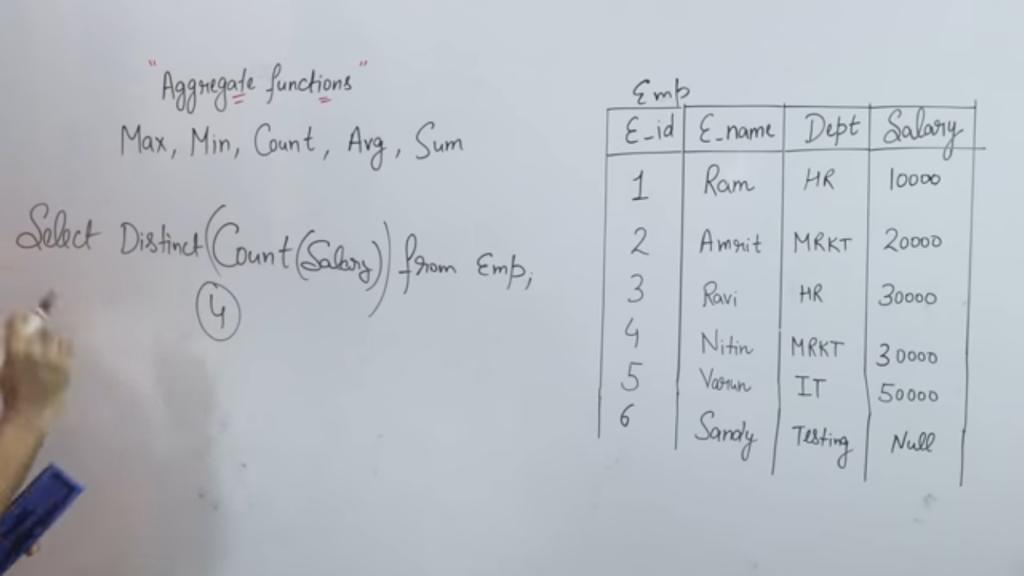 "Aggregate functions"
Max, Min, Count, Avg, Sum
Select Distinct(Count(Salary)) from Emp;
4
Emp
E_id E_name Dept Salary
1 Ram HR 10000
2 Amrit MRKT 20000
3 Ravi HR 30000
4 Nitin MRKT 30000
5 Varun IT 50000
6 Sandy Testing Null